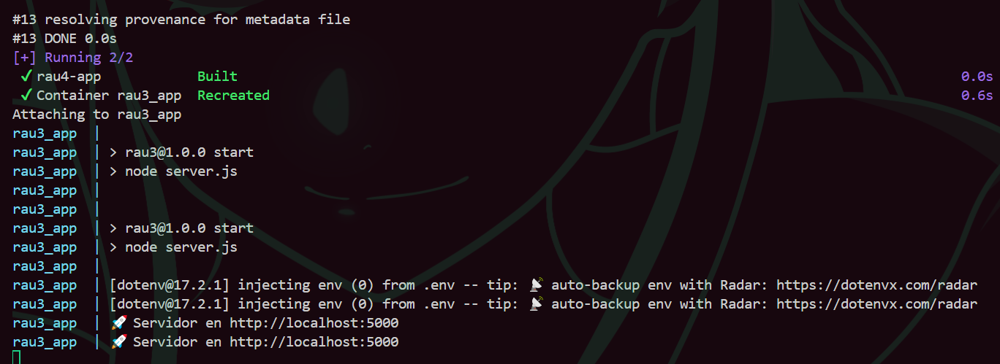 #13 resolving provenance for metadata file
#13 DONE 0.0s
[+] Running 2/2
✔ rau4-app Built 0.0s
✔ Container rau3_app Recreated 0.6s
Attaching to rau3_app
rau3_app |
rau3_app | > rau3@1.0.0 start
rau3_app | > node server.js
rau3_app |
rau3_app |
rau3_app | > rau3@1.0.0 start
rau3_app | > node server.js
rau3_app |
rau3_app | [dotenv@17.2.1] injecting env (0) from .env -- tip: 📡 auto-backup env with Radar: https://dotenvx.com/radar
rau3_app | [dotenv@17.2.1] injecting env (0) from .env -- tip: 📡 auto-backup env with Radar: https://dotenvx.com/radar
rau3_app | 🚀 Servidor en http://localhost:5000
rau3_app | 🚀 Servidor en http://localhost:5000